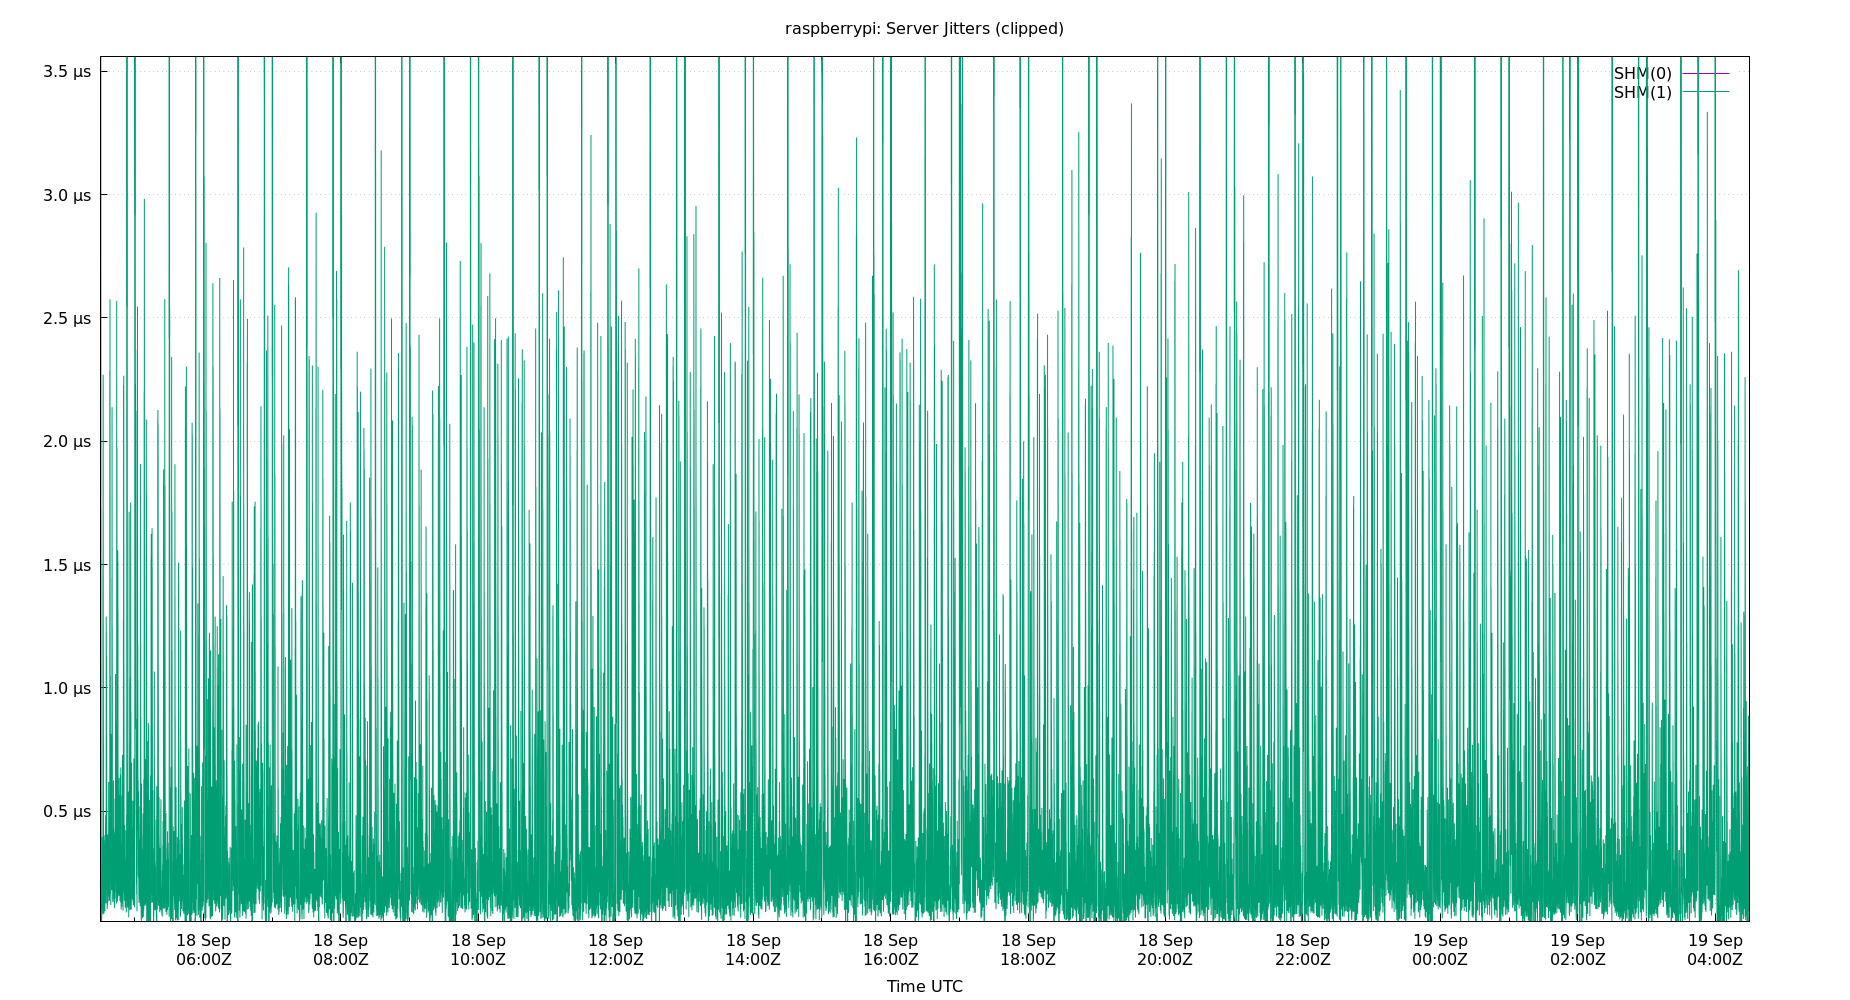 raspberrypi: Server Jitters (clipped)
3.5 µs
3.0 µs
2.5 µs
2.0 µs
1.5 µs
1.0 µs
0.5 µs
SHM(0)
SHM(1)
18 Sep 18 Sep 18 Sep 18 Sep 18 Sep 18 Sep 18 Sep 18 Sep 18 Sep 19 Sep 19 Sep 19 Sep
06:00Z 08:00Z 10:00Z 12:00Z 14:00Z 16:00Z 18:00Z 20:00Z 22:00Z 00:00Z 02:00Z 04:00Z
Time UTC